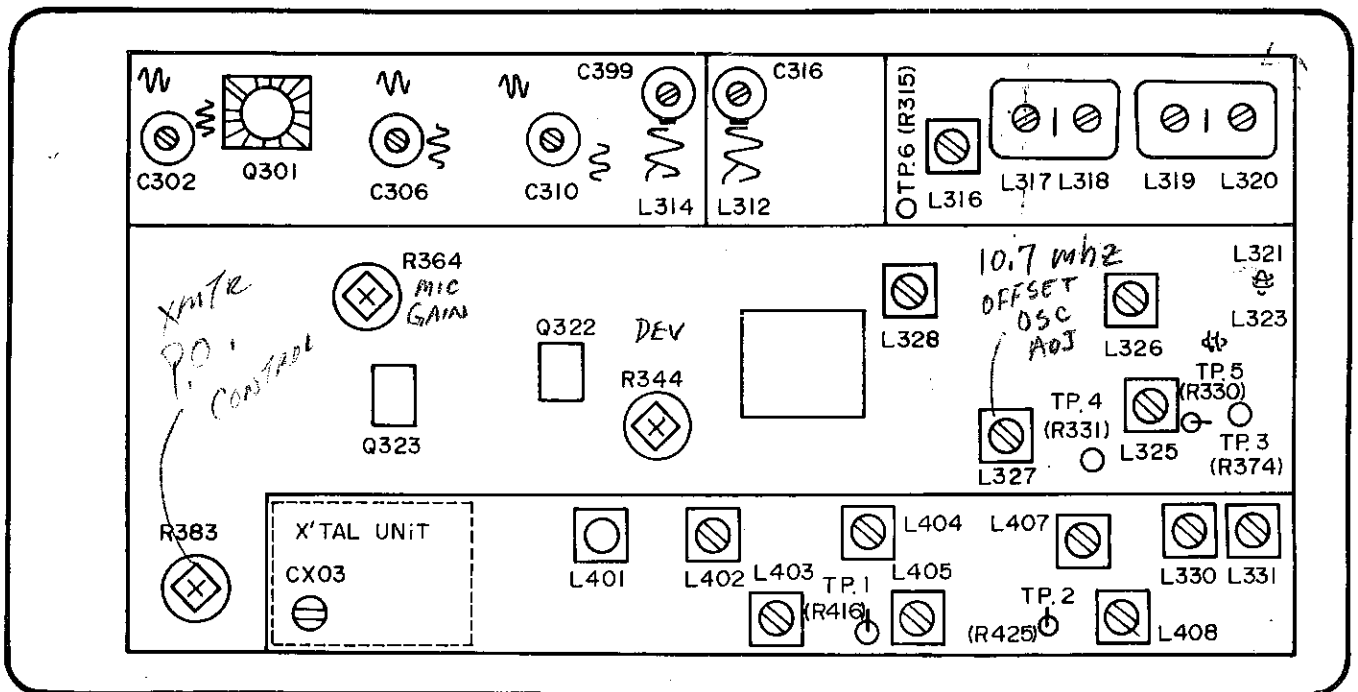 C302
Q301
C306
C310
C399
L314
C316
L312
TP.6 (R315)
L316
L317
L318
L319
L320
XMTR
P.O.
CONTROL
R364
MIC
GAIN
Q323
Q322
DEV
R344
L328
10.7 mhz
OFFSET
OSC
ADJ
L327
L326
L321
L323
TP.5
(R330)
TP.4
(R331)
L325
TP.3
(R374)
R383
X'TAL UNiT
CX03
L401
L402
L403
TP.1
(R416)
L404
L405
L407
TP.2
(R425)
L408
L330
L331